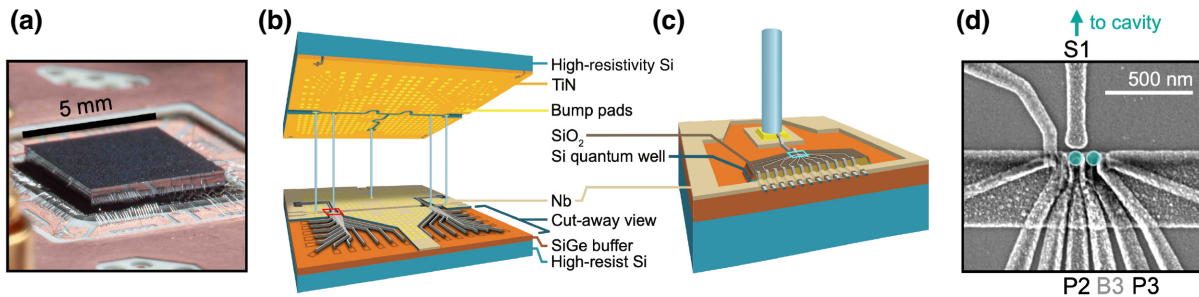 (a)
5 mm
(b)
High-resistivity Si
TiN
Bump pads
SiO2
Si quantum well
Nb
Cut-away view
SiGe buffer
High-resist Si
(c)
(d)
to cavity
S1
500 nm
P2 B3 P3